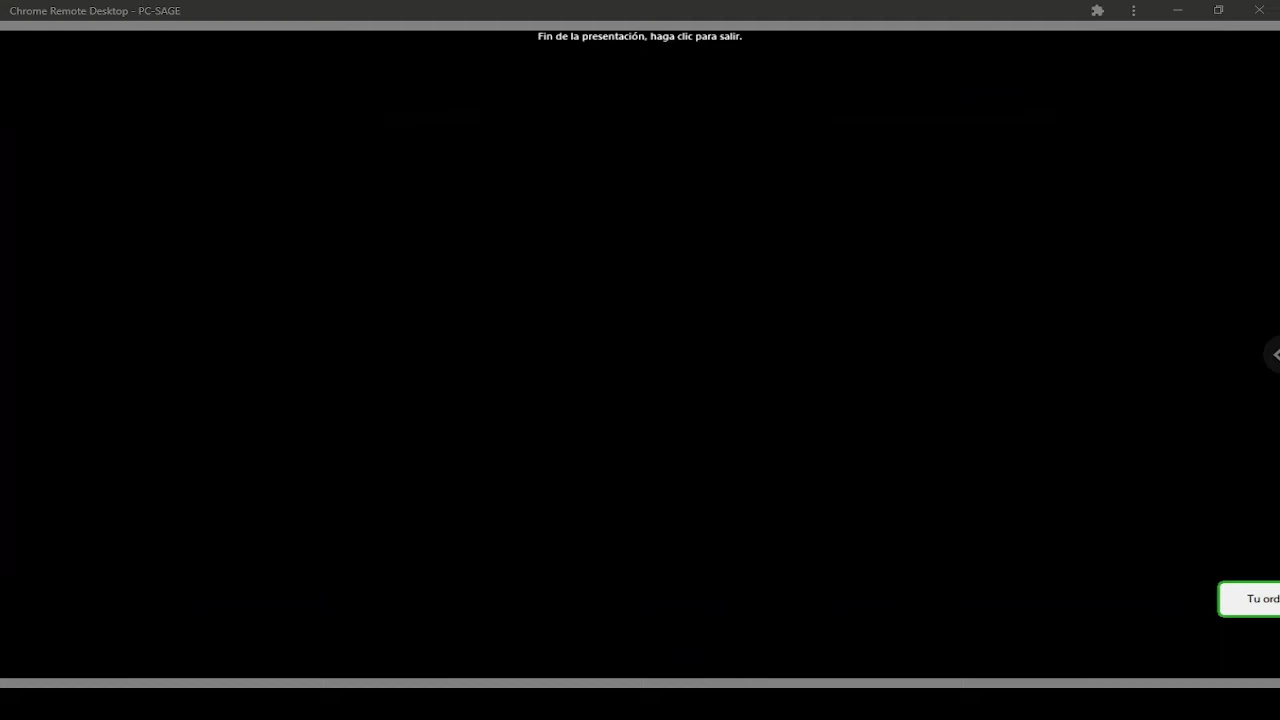 Chrome Remote Desktop - PC-SAGE
Fin de la presentación, haga clic para salir.
Tu ord